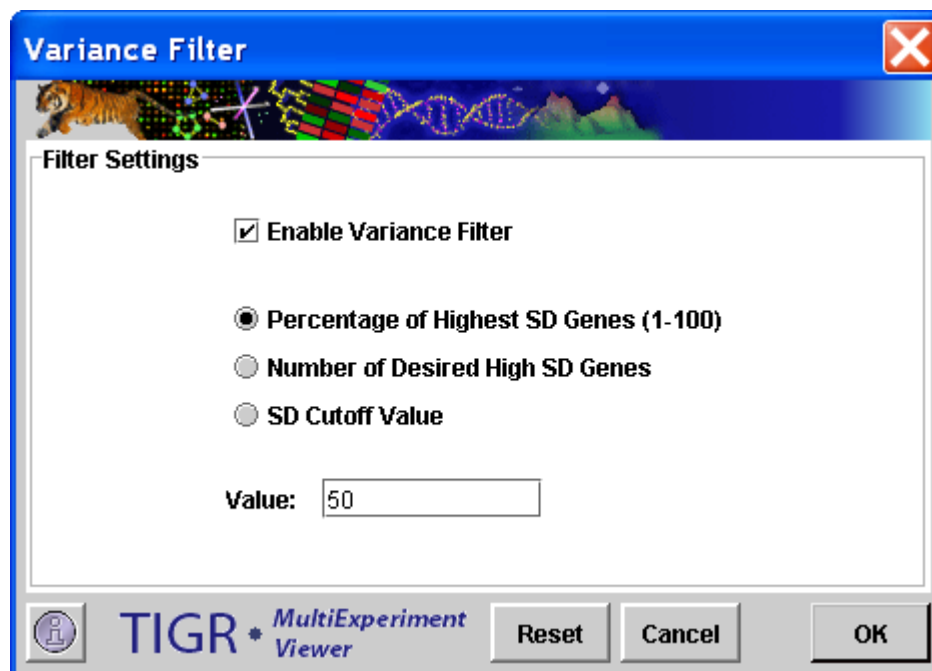 Variance Filter
Filter Settings
Enable Variance Filter
Percentage of Highest SD Genes (1-100)
Number of Desired High SD Genes
SD Cutoff Value
Value: 50
TIGR • MultiExperiment Viewer Reset Cancel OK